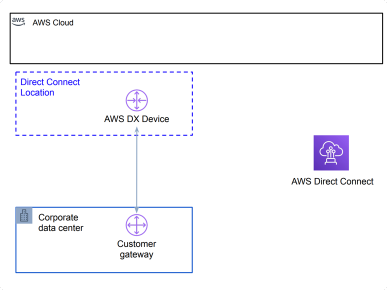 aws
AWS Cloud
Direct Connect
Location
AWS DX Device
AWS Direct Connect
Corporate
data center
Customer
gateway